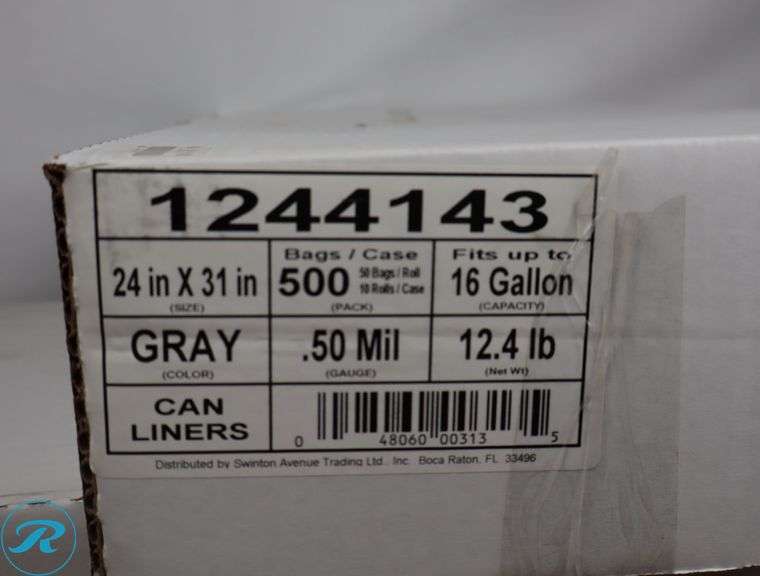 1244143
24 in X 31 in
(SIZE)
Bags / Case
500 50 Bags / Roll
10 Rolls / Case
(PACK)
Fits up to
16 Gallon
(CAPACITY)
GRAY
(COLOR)
.50 Mil
(GAUGE)
12.4 lb
(Net Wt)
CAN
LINERS
0 48060 00313 5
Distributed by Swinton Avenue Trading Ltd., Inc. Boca Raton, FL 33496
R